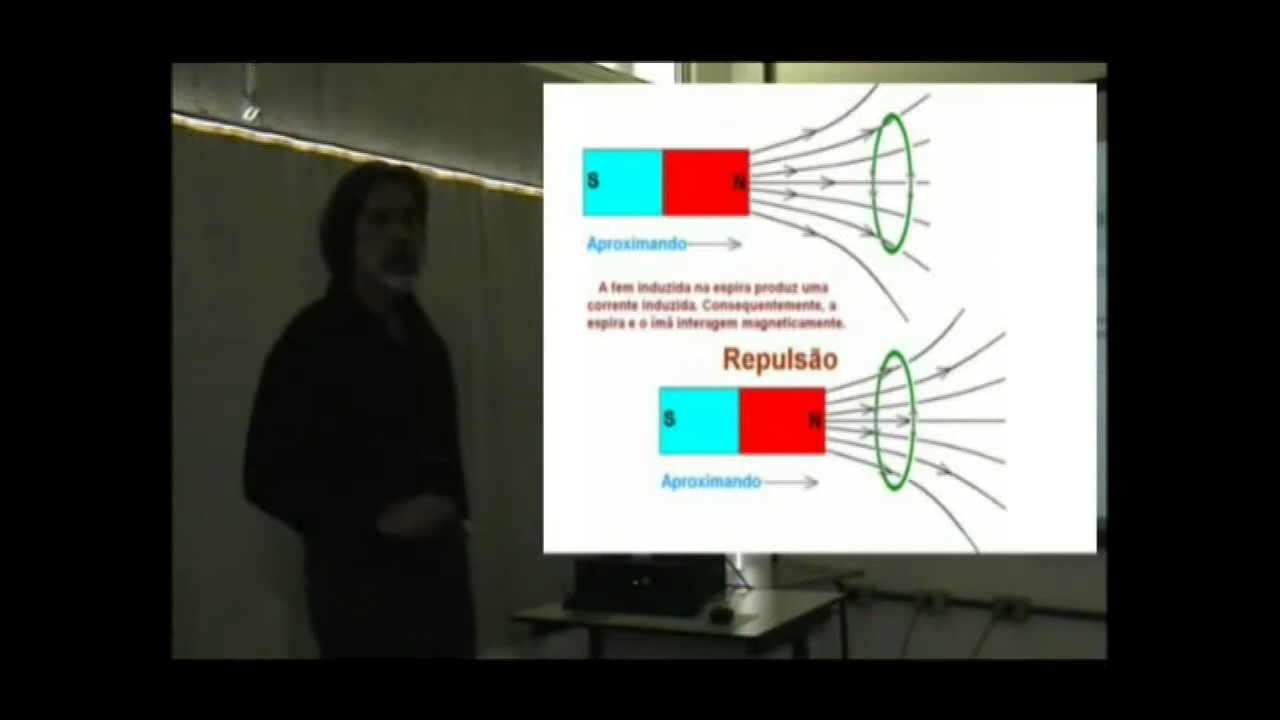 S N
Aproximando
A fem induzida na espira produz uma
corrente induzida. Consequentemente, a
espira e o ímã interagem magneticamente.
Repulsão
S N
Aproximando